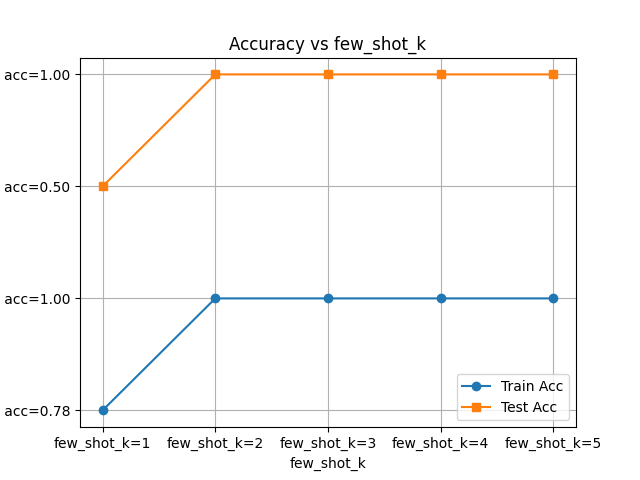 Accuracy vs few_shot_k
acc=1.00
acc=0.50
acc=1.00
acc=0.78
Train Acc
Test Acc
few_shot_k=1 few_shot_k=2 few_shot_k=3 few_shot_k=4 few_shot_k=5
few_shot_k